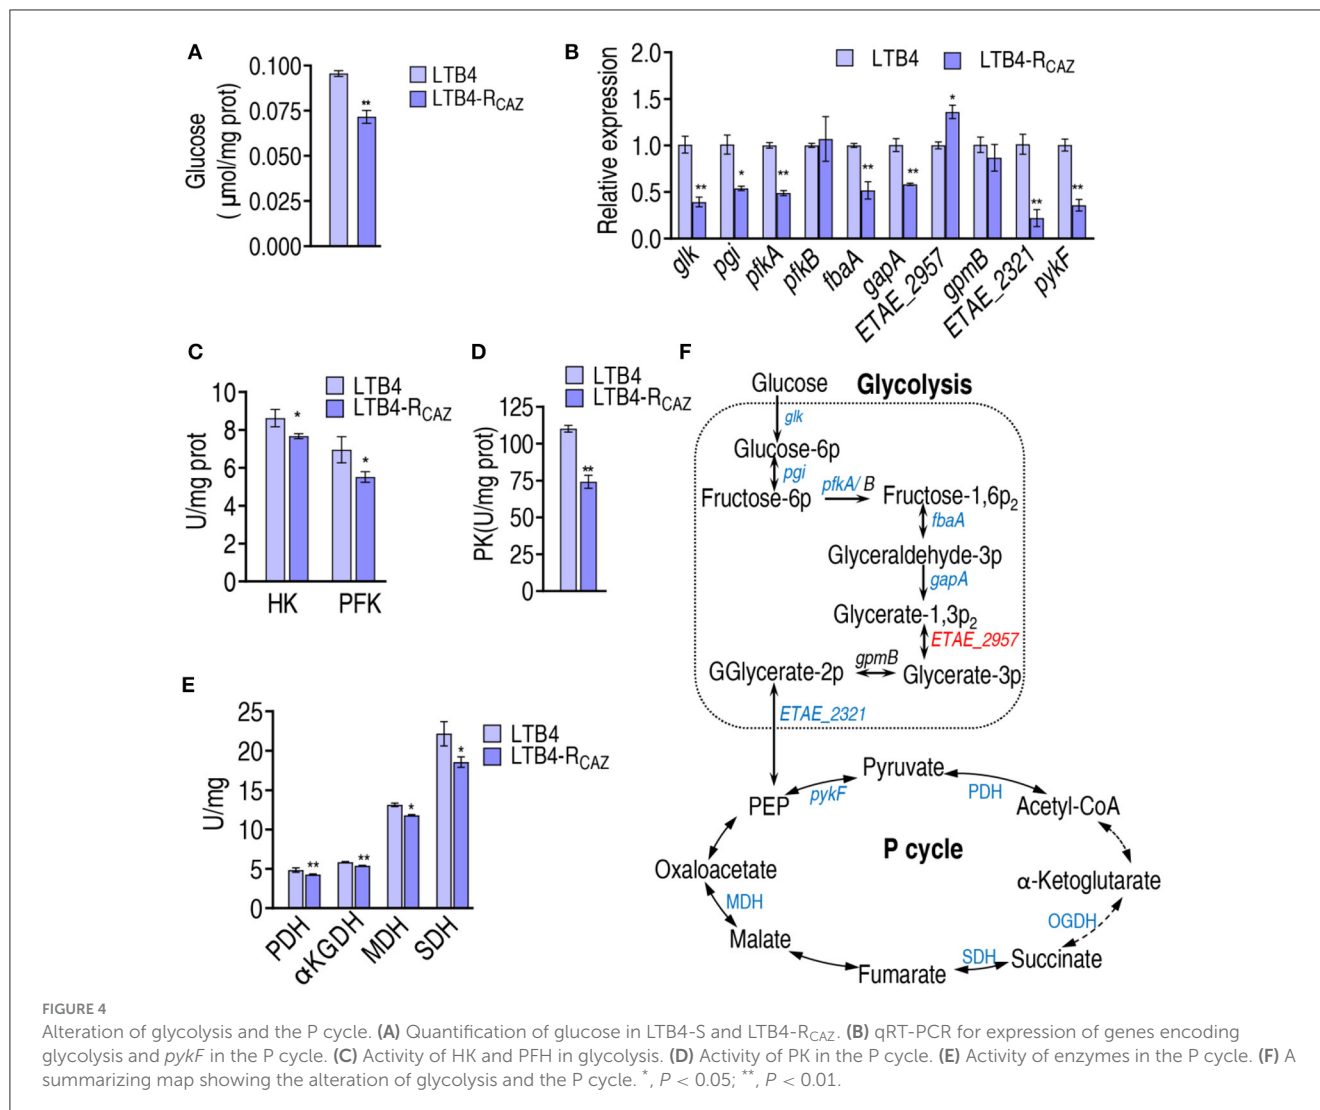 A
Glucose
( μmol/mg prot)
0.100
0.075
0.050
0.025
0.000
**
LTB4
LTB4-RCAZ
B
Relative expression
2.0
1.5
1.0
0.5
0.0
LTB4
LTB4-RCAZ
**
*
**
**
**
*
**
**
glk
pgi
pfkA
pfkB
fbaA
gapA
ETAE_2957
gpmB
ETAE_2321
pykF
C
U/mg prot
10
8
6
4
2
0
LTB4
LTB4-RCAZ
*
*
HK
PFK
D
PK(U/mg prot)
125
100
75
50
25
0
LTB4
LTB4-RCAZ
**
E
U/mg
25
20
15
10
5
0
LTB4
LTB4-RCAZ
**
**
*
*
PDH
αKGDH
MDH
SDH
F
Glucose
Glycolysis
glk
Glucose-6p
pgi
Fructose-6p
pfkA/ B
Fructose-1,6p2
fbaA
Glyceraldehyde-3p
gapA
Glycerate-1,3p2
ETAE_2957
GGlycerate-2p
gpmB
Glycerate-3p
ETAE_2321
Pyruvate
PEP
pykF
PDH
Acetyl-CoA
P cycle
Oxaloacetate
α-Ketoglutarate
MDH
OGDH
Malate
SDH
Succinate
Fumarate
FIGURE 4
Alteration of glycolysis and the P cycle. (A) Quantification of glucose in LTB4-S and LTB4-RCAZ. (B) qRT-PCR for expression of genes encoding
glycolysis and pykF in the P cycle. (C) Activity of HK and PFH in glycolysis. (D) Activity of PK in the P cycle. (E) Activity of enzymes in the P cycle. (F) A
summarizing map showing the alteration of glycolysis and the P cycle. *, P < 0.05; **, P < 0.01.